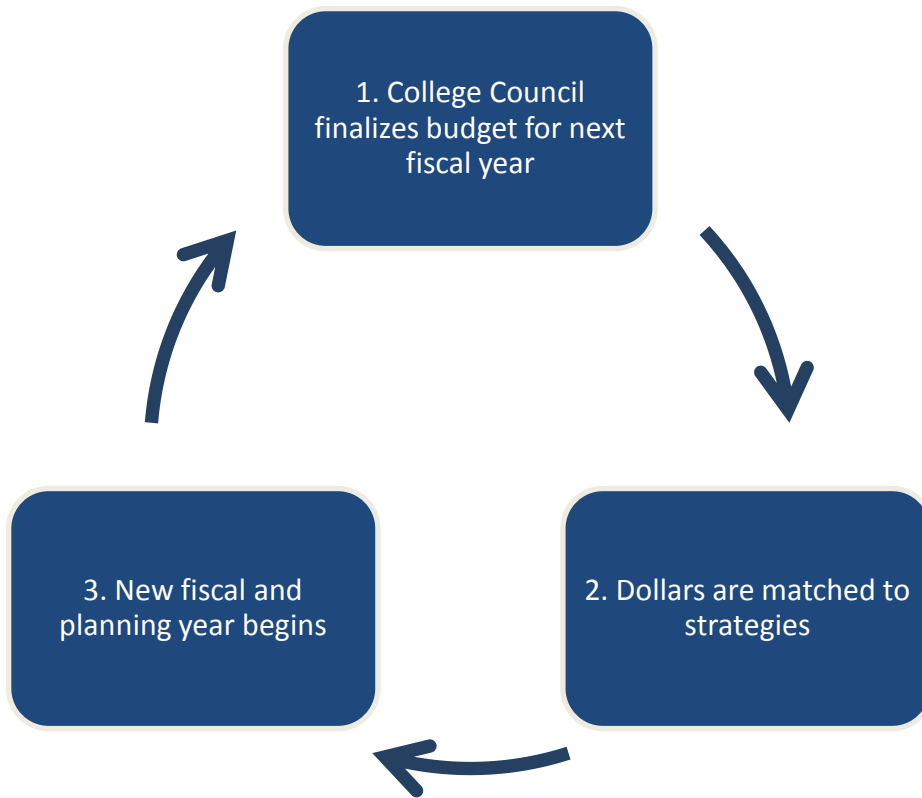 1. College Council
finalizes budget for next
fiscal year
2. Dollars are matched to
strategies
3. New fiscal and
planning year begins